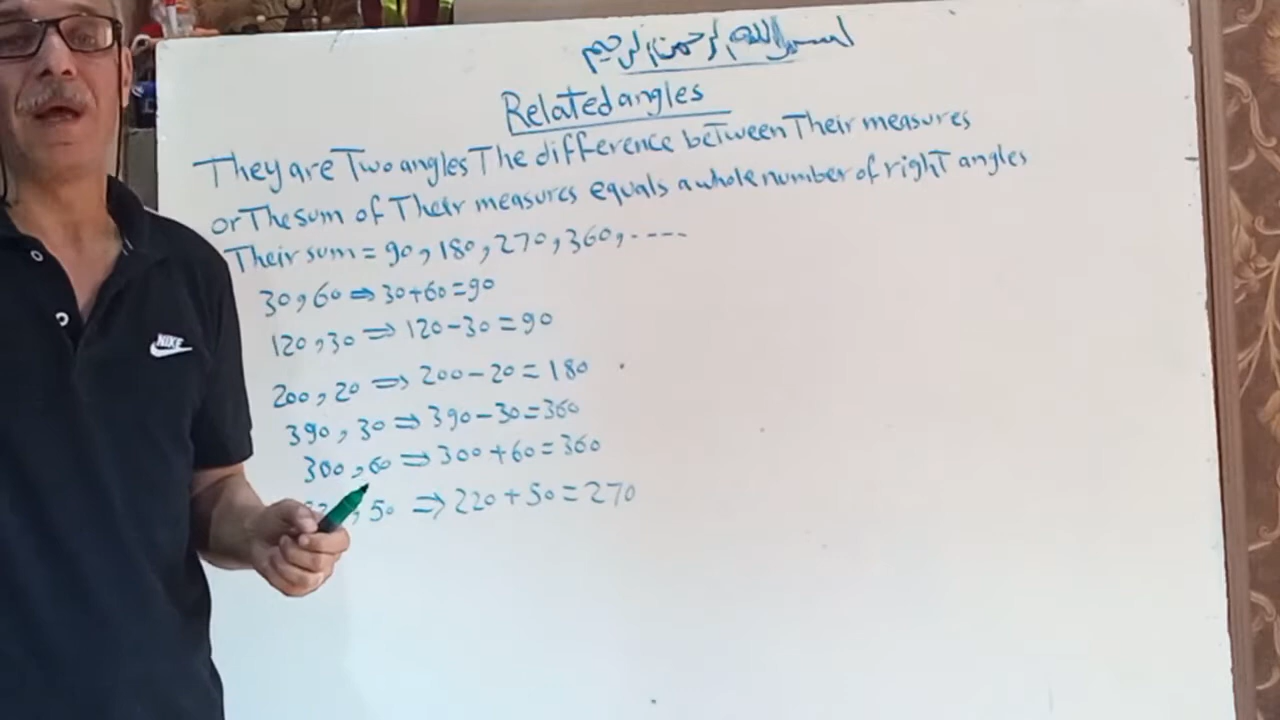 بسم الله الرحمن الرحيم
Related angles
They are Two angles The difference between Their measures
or The sum of Their measures equals a whole number of right angles
Their sum = 90, 180, 270, 360, ----
30, 60 ⇒ 30+60=90
120, 30 ⇒ 120-30=90
200, 20 ⇒ 200-20=180
390, 30 ⇒ 390-30=360
300, 60 ⇒ 300+60=360
, 50 ⇒ 220+50=270
NIKE